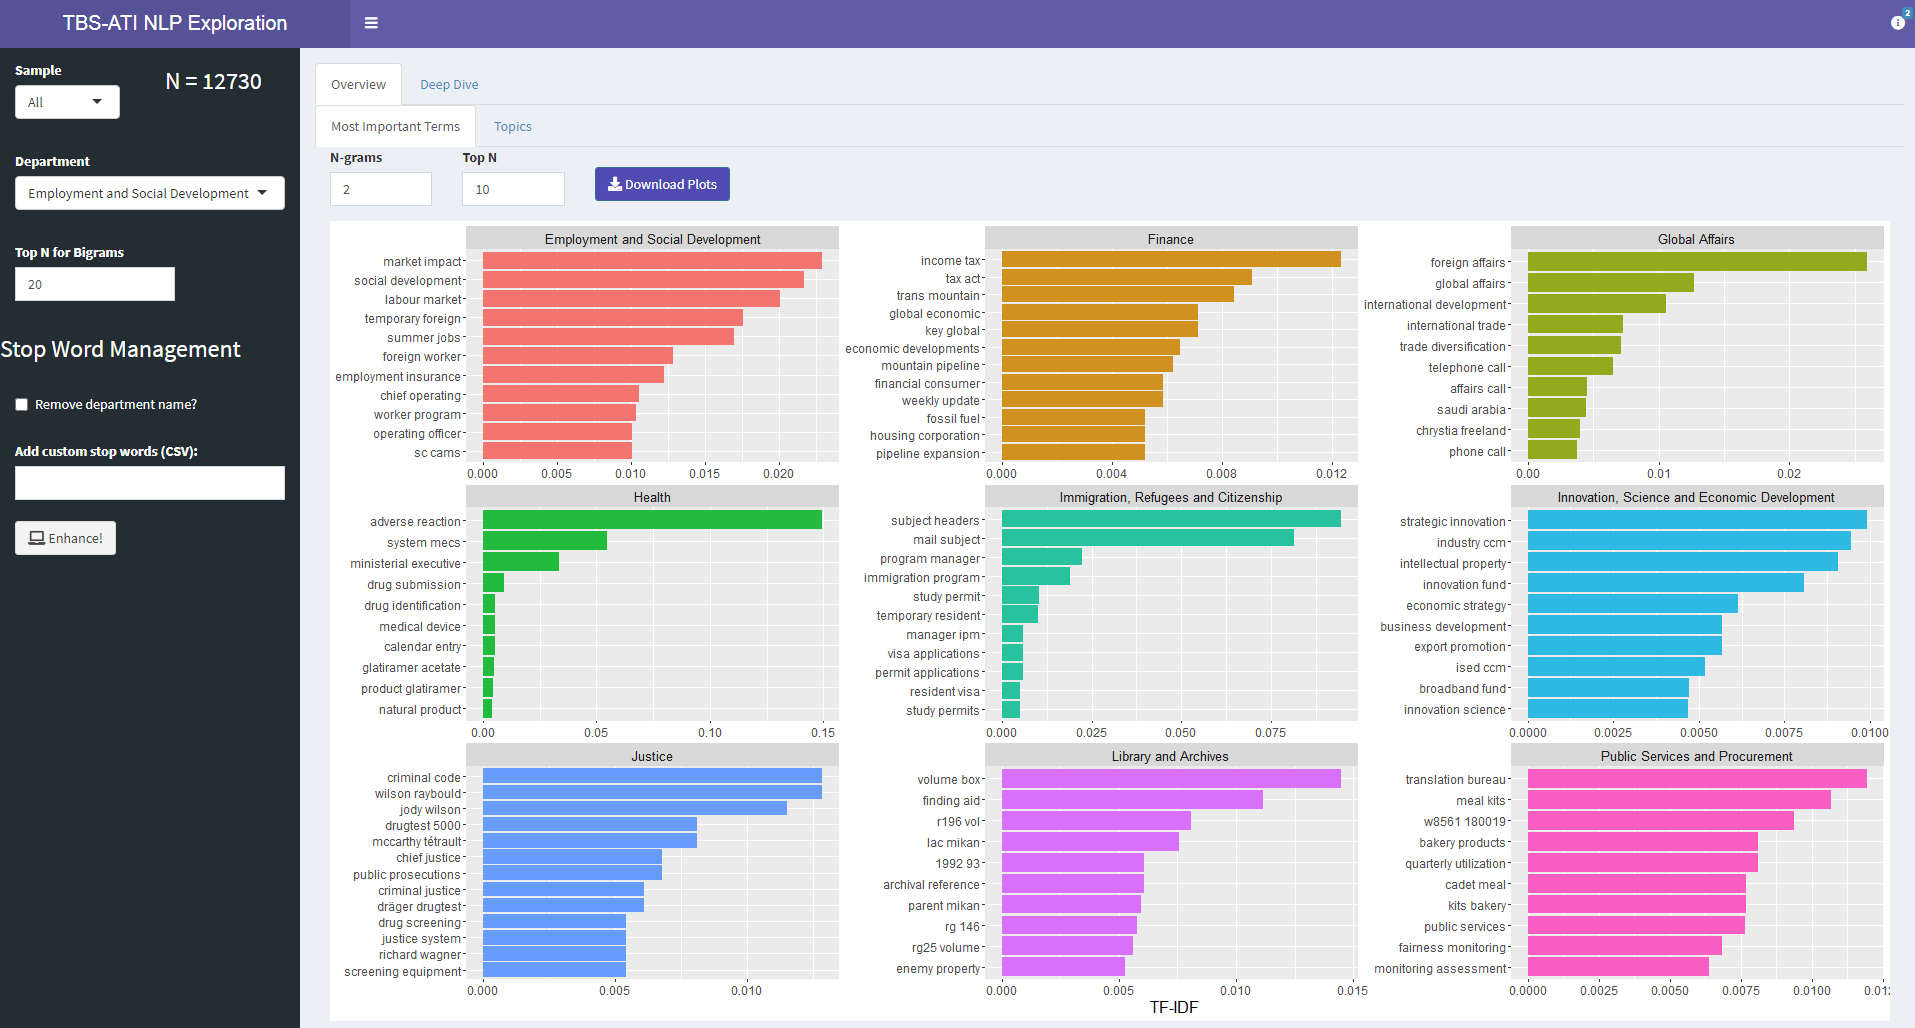 TBS-ATI NLP Exploration
2
Sample
N = 12730
All
Department
Employment and Social Development
Top N for Bigrams
20
Stop Word Management
Remove department name?
Add custom stop words (CSV):
Enhance!
Overview
Deep Dive
Most Important Terms
Topics
N-grams
Top N
2
10
Download Plots
Employment and Social Development
market impact
social development
labour market
temporary foreign
summer jobs
foreign worker
employment insurance
chief operating
worker program
operating officer
sc cams
0.000 0.005 0.010 0.015 0.020
Finance
income tax
tax act
trans mountain
global economic
key global
economic developments
mountain pipeline
financial consumer
weekly update
fossil fuel
housing corporation
pipeline expansion
0.000 0.004 0.008 0.012
Global Affairs
foreign affairs
global affairs
international development
international trade
trade diversification
telephone call
affairs call
saudi arabia
chrystia freeland
phone call
0.00 0.01 0.02
Health
adverse reaction
system mecs
ministerial executive
drug submission
drug identification
medical device
calendar entry
glatiramer acetate
product glatiramer
natural product
0.00 0.05 0.10 0.15
Immigration, Refugees and Citizenship
subject headers
mail subject
program manager
immigration program
study permit
temporary resident
manager ipm
visa applications
permit applications
resident visa
study permits
0.000 0.025 0.050 0.075
Innovation, Science and Economic Development
strategic innovation
industry ccm
intellectual property
innovation fund
economic strategy
business development
export promotion
ised ccm
broadband fund
innovation science
0.0000 0.0025 0.0050 0.0075 0.0100
Justice
criminal code
wilson raybould
jody wilson
drugtest 5000
mccarthy tétrault
chief justice
public prosecutions
criminal justice
dräger drugtest
drug screening
justice system
richard wagner
screening equipment
0.000 0.005 0.010
Library and Archives
volume box
finding aid
r196 vol
lac mikan
1992 93
archival reference
parent mikan
rg 146
rg25 volume
enemy property
0.000 0.005 0.010 0.015
Public Services and Procurement
translation bureau
meal kits
w8561 180019
bakery products
quarterly utilization
cadet meal
kits bakery
public services
fairness monitoring
monitoring assessment
0.0000 0.0025 0.0050 0.0075 0.0100
TF-IDF